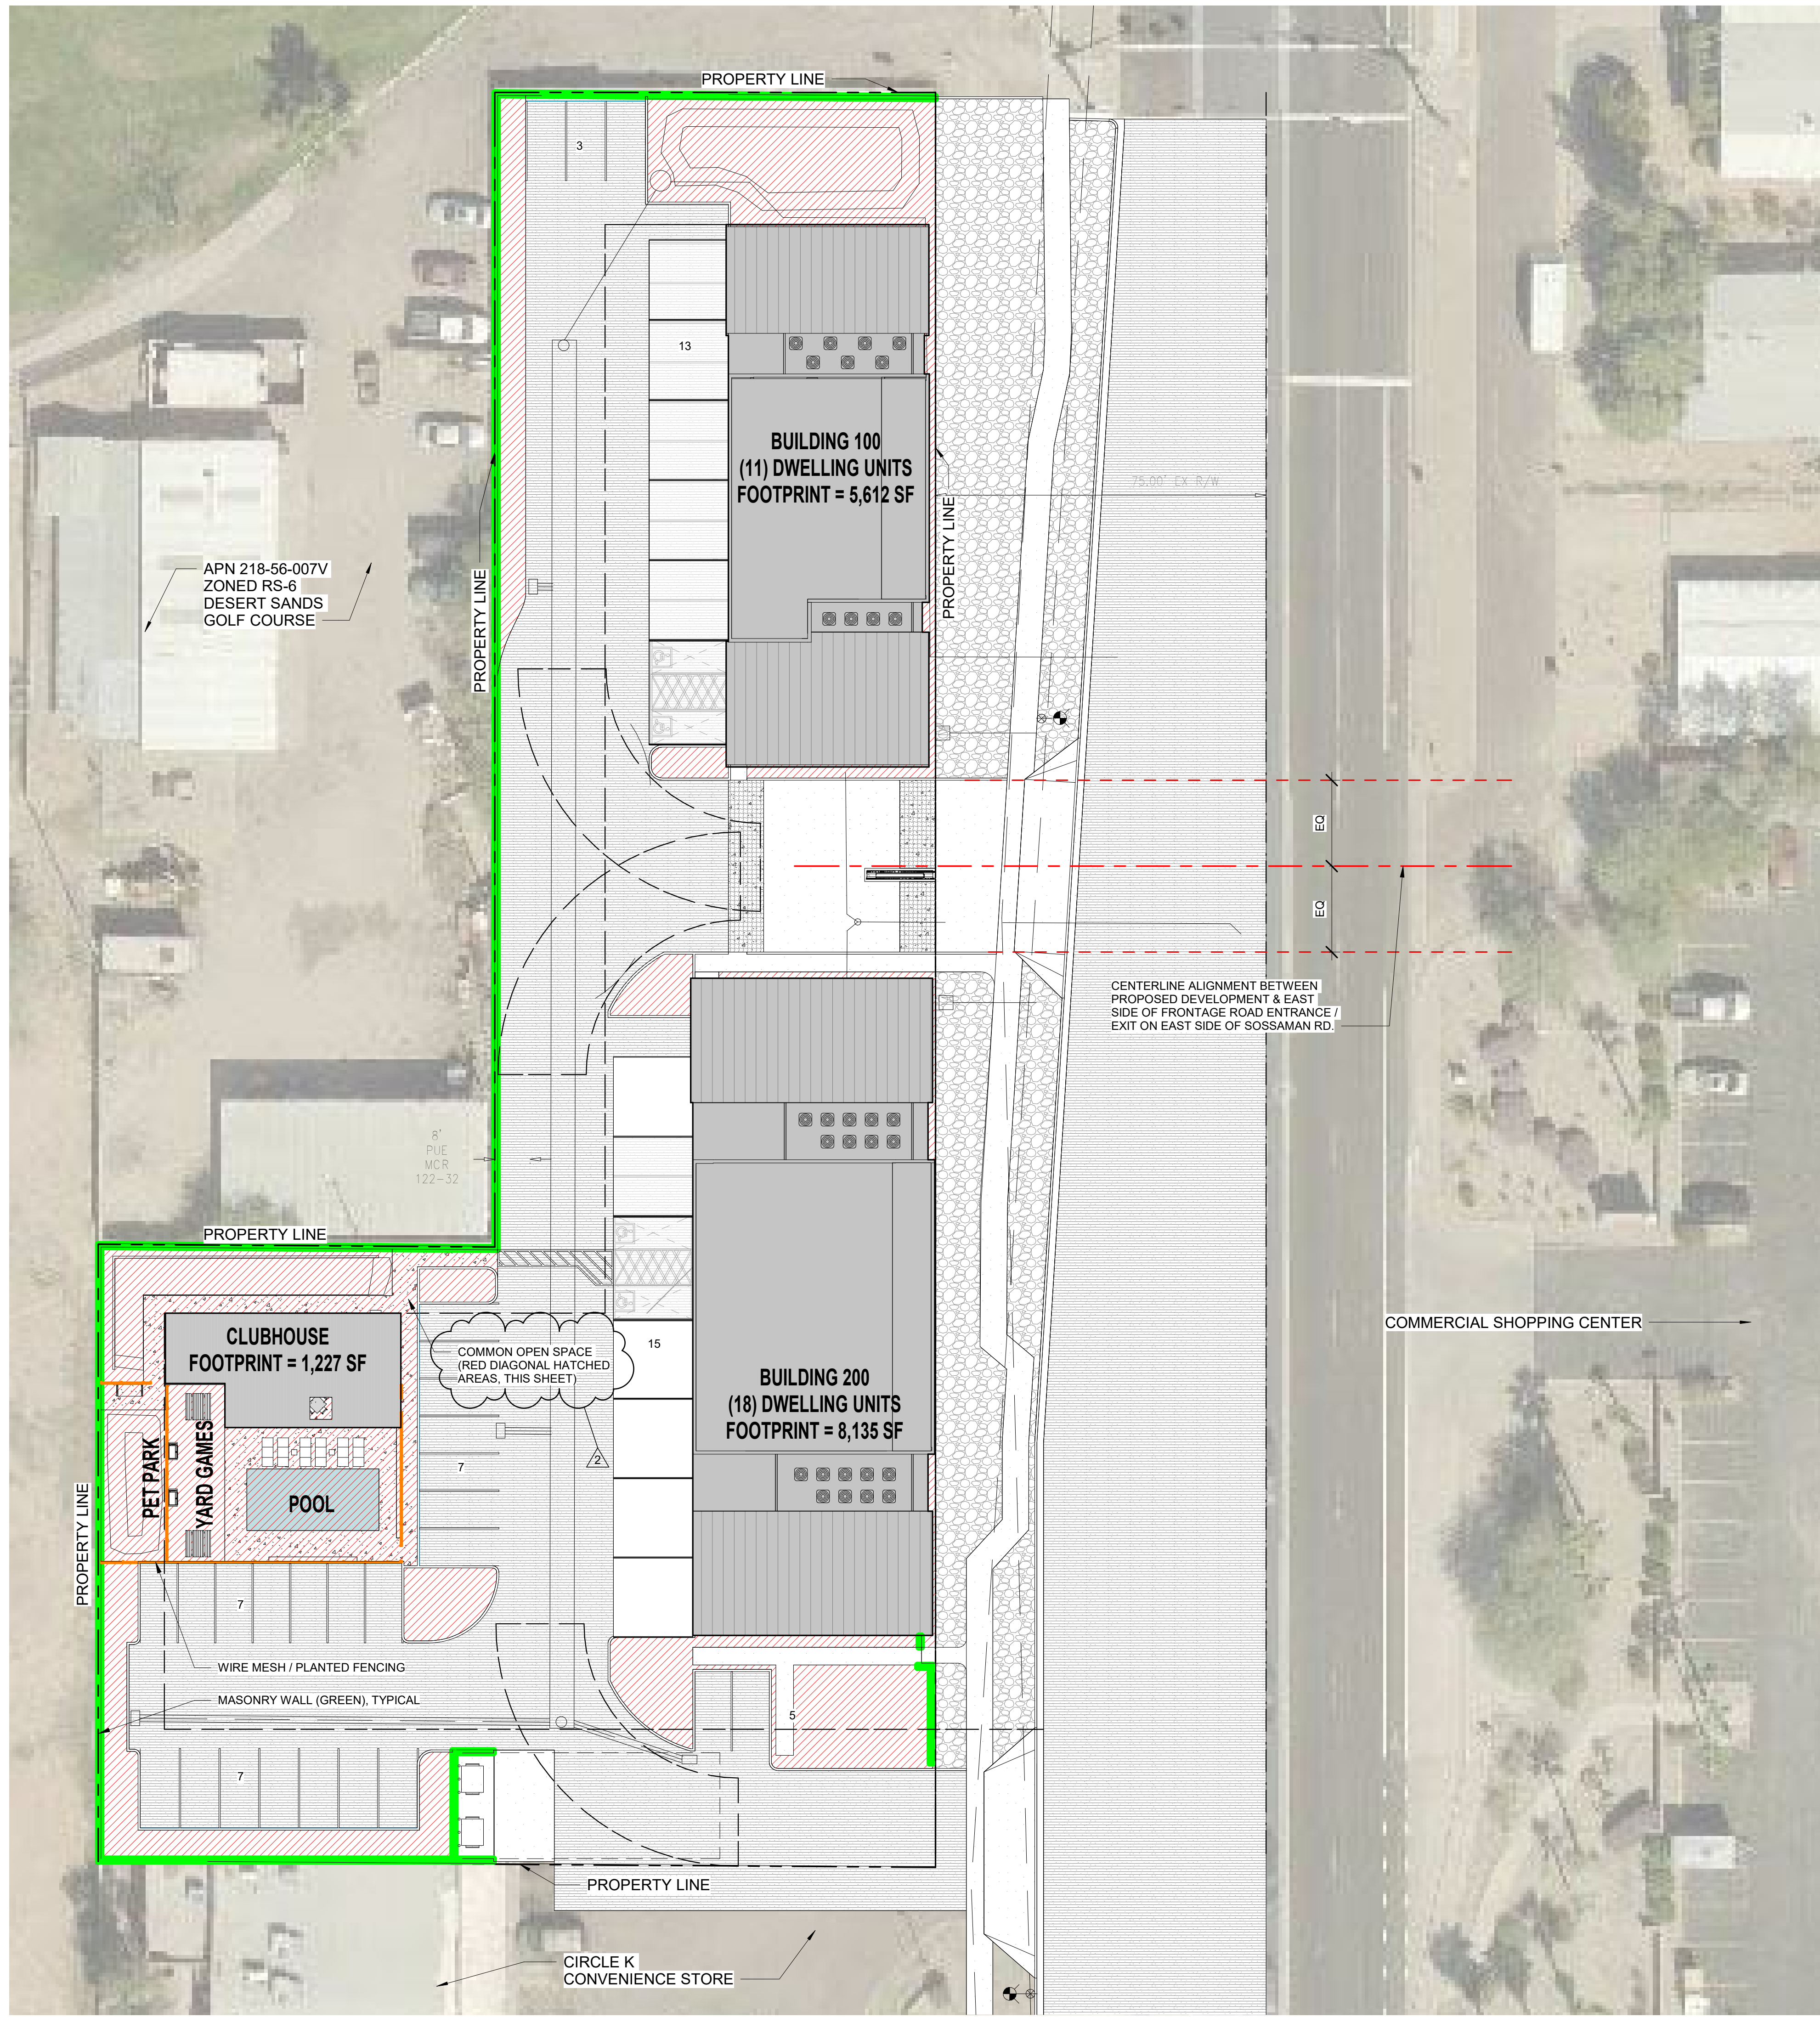 PROPERTY LINE
3
13
BUILDING 100
(11) DWELLING UNITS
FOOTPRINT = 5,612 SF
75.00' EX R/W
PROPERTY LINE
PROPERTY LINE
APN 218-56-007V
ZONED RS-6
DESERT SANDS
GOLF COURSE
EQ
EQ
CENTERLINE ALIGNMENT BETWEEN
PROPOSED DEVELOPMENT & EAST
SIDE OF FRONTAGE ROAD ENTRANCE /
EXIT ON EAST SIDE OF SOSSAMAN RD.
8'
PUE
MCR
122-32
PROPERTY LINE
CLUBHOUSE
FOOTPRINT = 1,227 SF
COMMON OPEN SPACE
(RED DIAGONAL HATCHED
AREAS, THIS SHEET)
15
COMMERCIAL SHOPPING CENTER
BUILDING 200
(18) DWELLING UNITS
FOOTPRINT = 8,135 SF
2
7
PET PARK
YARD GAMES
POOL
PROPERTY LINE
7
WIRE MESH / PLANTED FENCING
MASONRY WALL (GREEN), TYPICAL
5
7
PROPERTY LINE
CIRCLE K
CONVENIENCE STORE